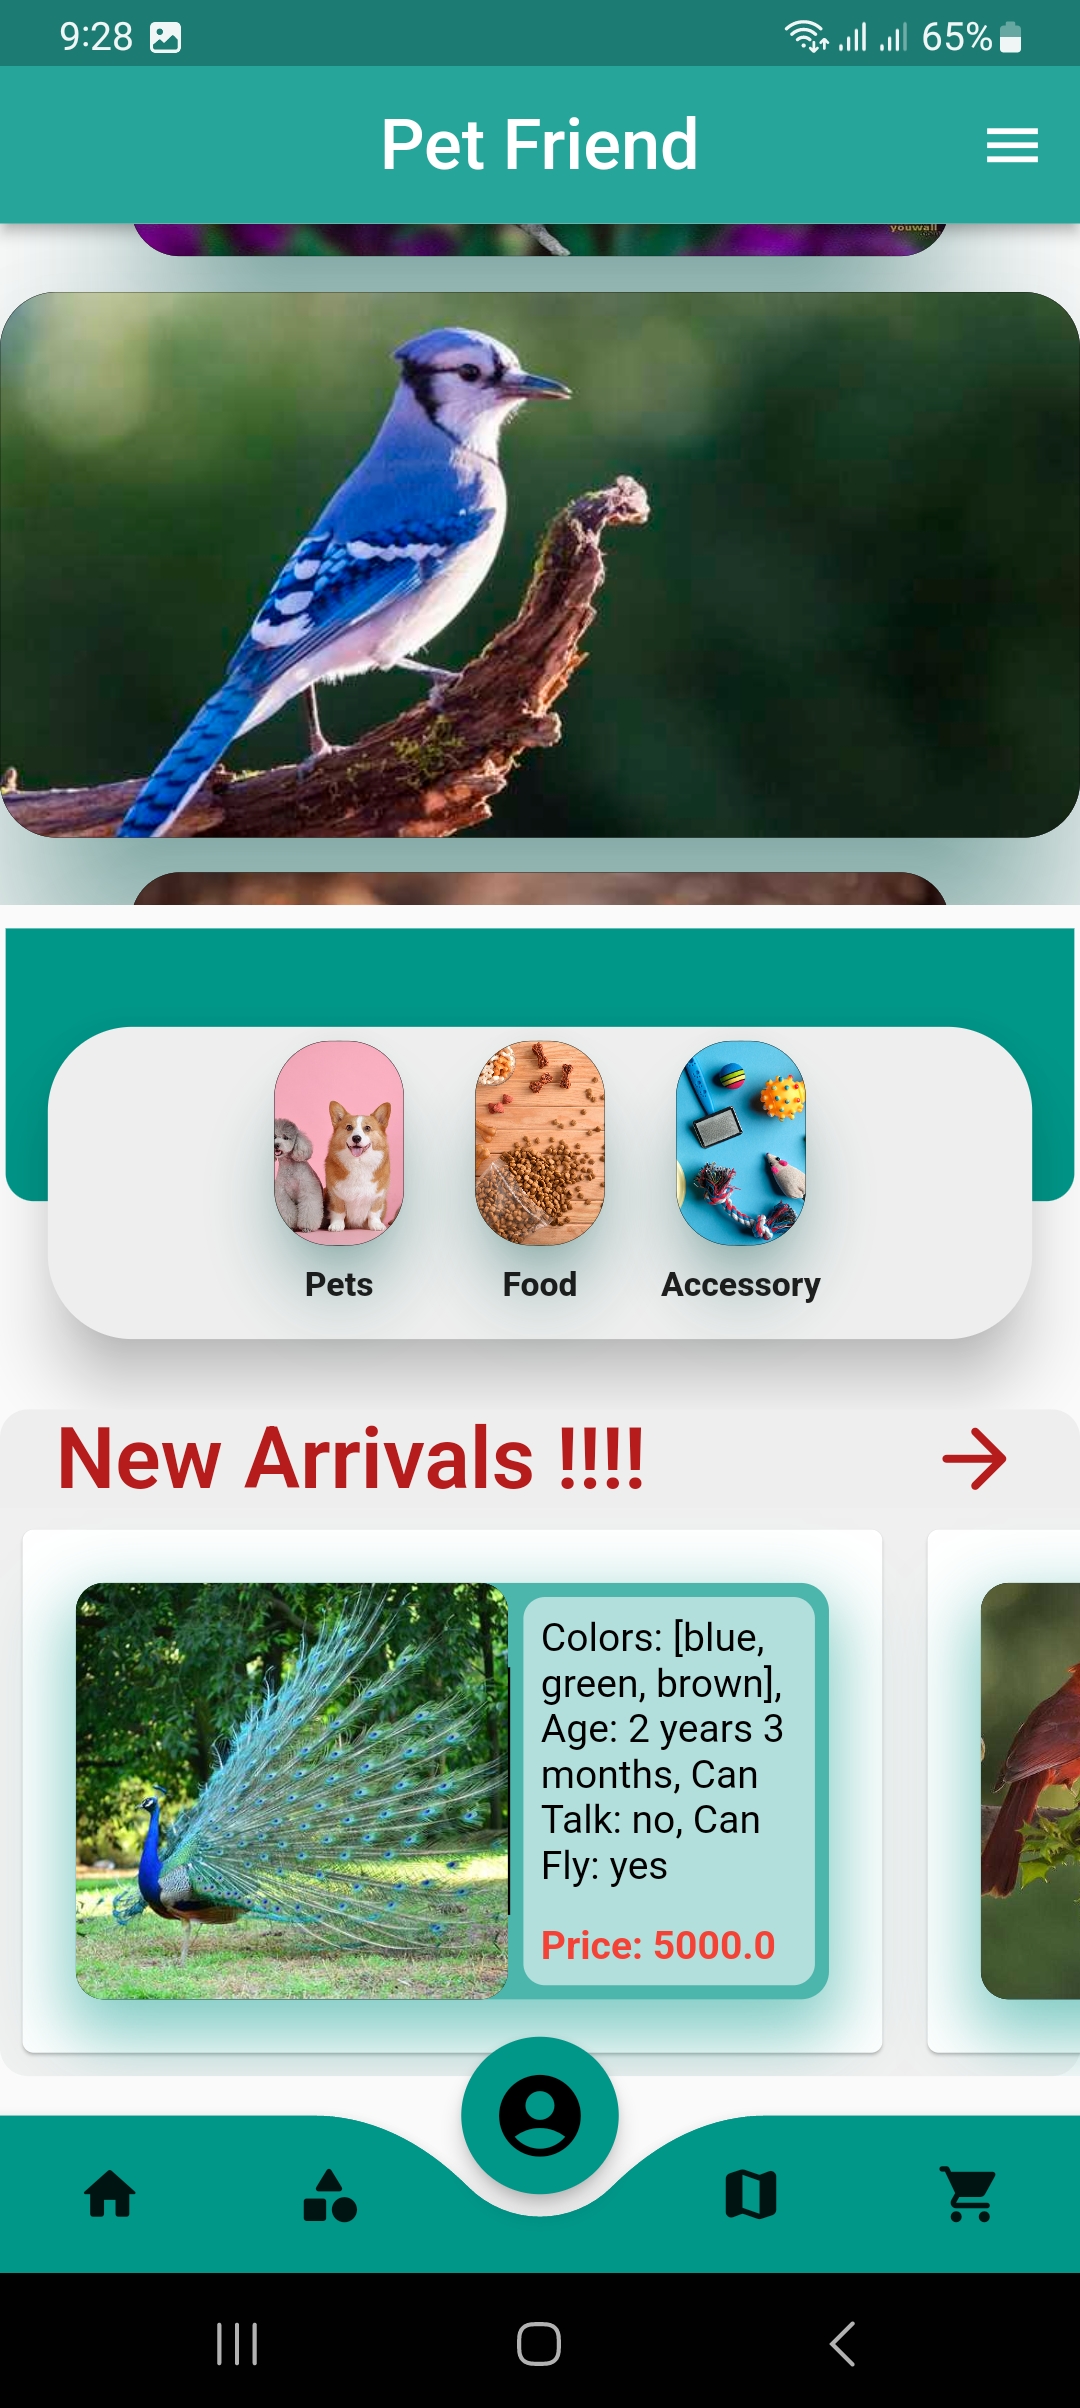 9:28
65%
Pet Friend
youwall
Pets
Food
Accessory
New Arrivals !!!!
Colors: [blue,
green, brown],
Age: 2 years 3
months, Can
Talk: no, Can
Fly: yes
Price: 5000.0